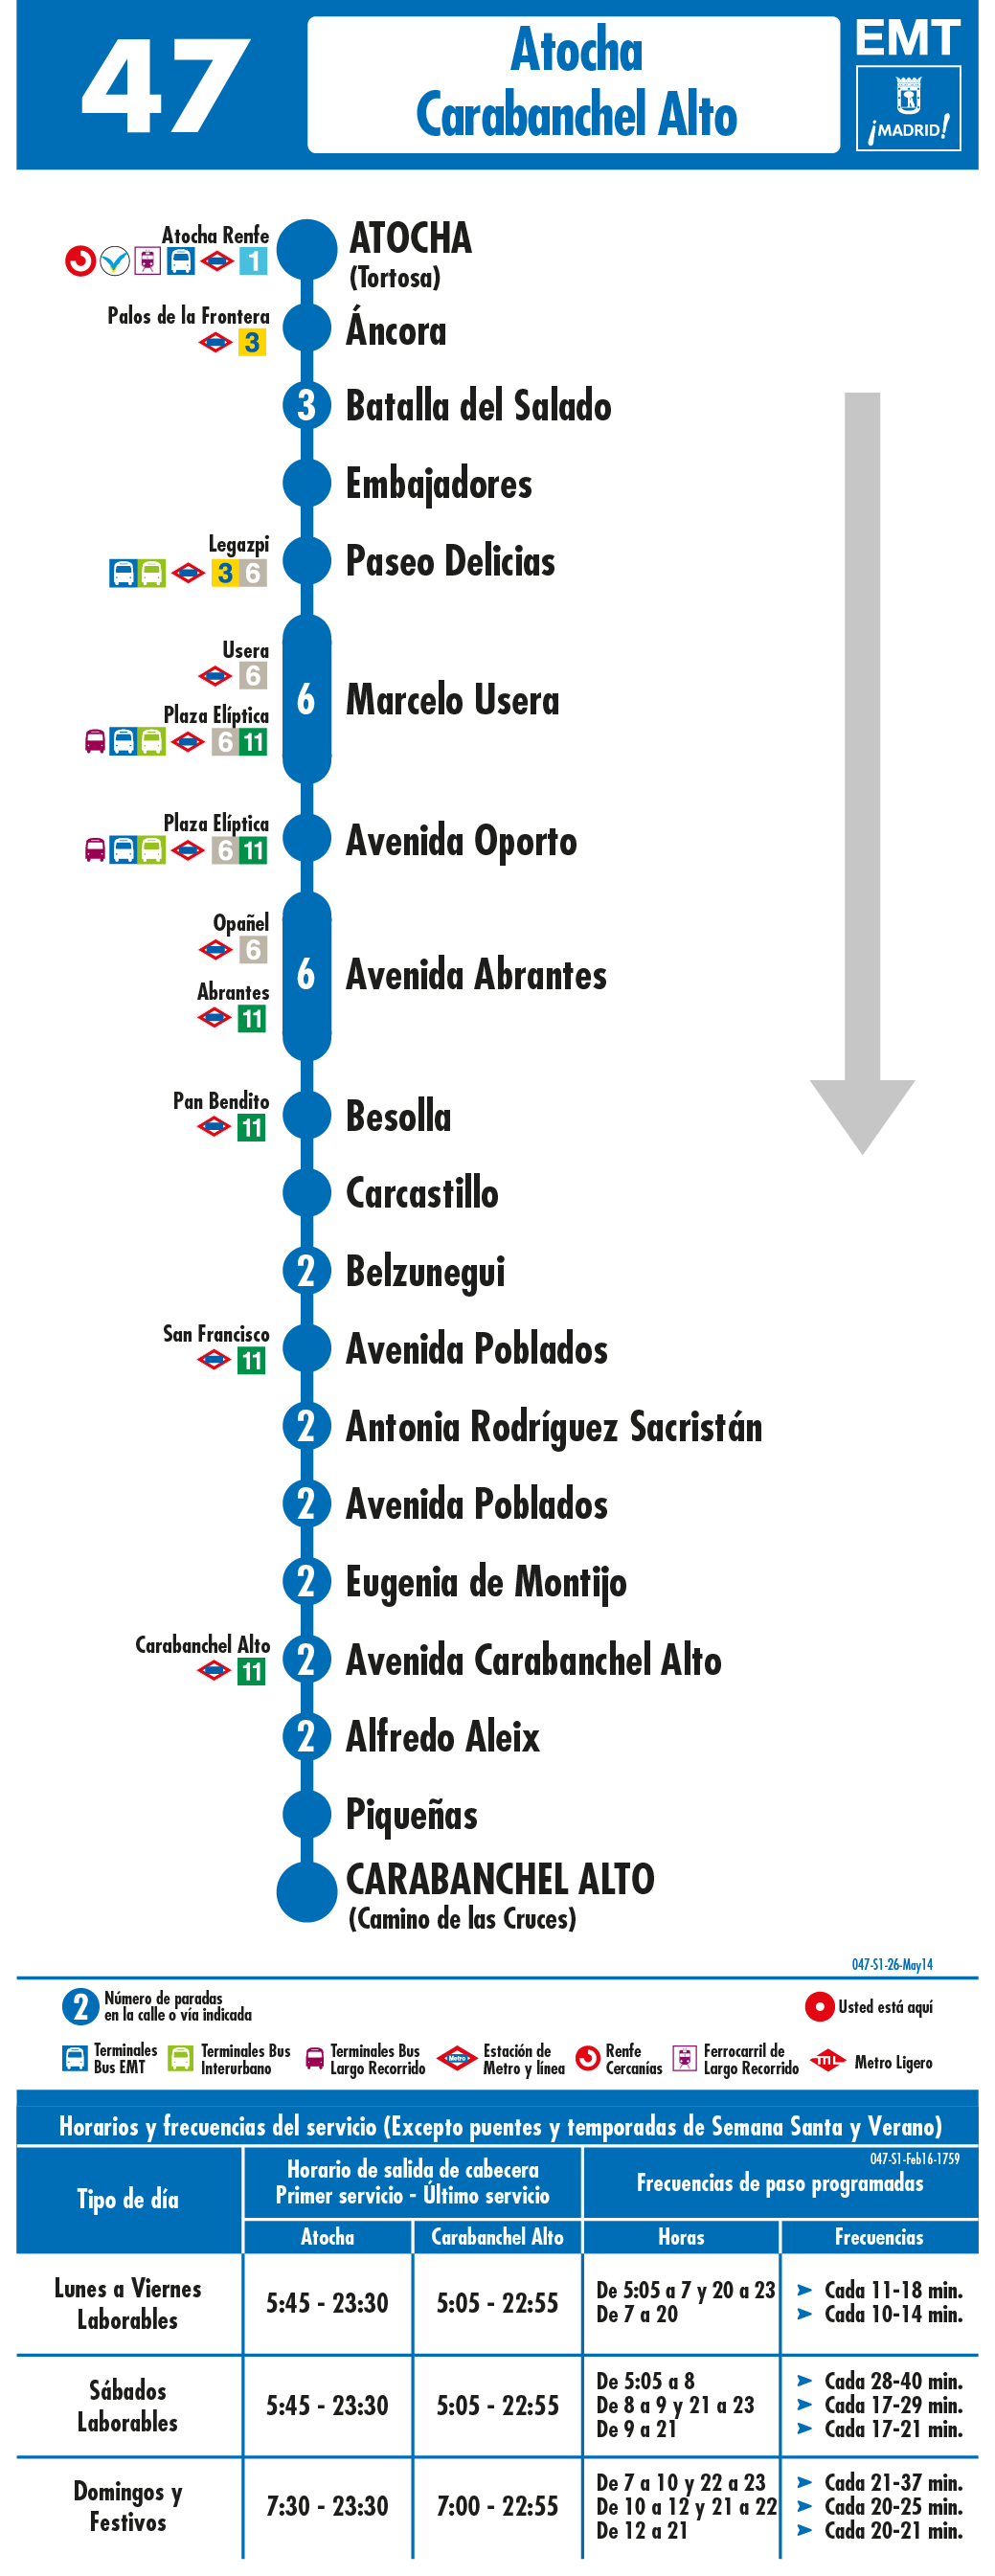 47
Atocha
Carabanchel Alto
EMT
¡MADRID!
Atocha Renfe
1
ATOCHA
(Tortosa)
Palos de la Frontera
3
Áncora
3
Batalla del Salado
Embajadores
Legazpi
3 6
Paseo Delicias
Usera
6
6
Marcelo Usera
Plaza Elíptica
6 11
Plaza Elíptica
6 11
Avenida Oporto
Opañel
6
6
Avenida Abrantes
Abrantes
11
Pan Bendito
11
Besolla
Carcastillo
2
Belzunegui
San Francisco
11
Avenida Poblados
2
Antonia Rodríguez Sacristán
2
Avenida Poblados
2
Eugenia de Montijo
Carabanchel Alto
11
2
Avenida Carabanchel Alto
2
Alfredo Aleix
Piqueñas
CARABANCHEL ALTO
(Camino de las Cruces)
047-S1-26-May14
2
Número de paradas
en la calle o vía indicada
Usted está aquí
Terminales
Bus EMT
Terminales Bus
Interurbano
Terminales Bus
Largo Recorrido
Metro
Estación de
Metro y línea
Renfe
Cercanías
Ferrocarril de
Largo Recorrido
ML
Metro Ligero
Horarios y frecuencias del servicio (Excepto puentes y temporadas de Semana Santa y Verano)
047-S1-Feb16-1759
Tipo de día
Horario de salida de cabecera
Primer servicio - Último servicio
Frecuencias de paso programadas
Atocha
Carabanchel Alto
Horas
Frecuencias
Lunes a Viernes
Laborables
5:45 - 23:30
5:05 - 22:55
De 5:05 a 7 y 20 a 23 Cada 11-18 min.
De 7 a 20 Cada 10-14 min.
Sábados
Laborables
5:45 - 23:30
5:05 - 22:55
De 5:05 a 8 Cada 28-40 min.
De 8 a 9 y 21 a 23 Cada 17-29 min.
De 9 a 21 Cada 17-21 min.
Domingos y
Festivos
7:30 - 23:30
7:00 - 22:55
De 7 a 10 y 22 a 23 Cada 21-37 min.
De 10 a 12 y 21 a 22 Cada 20-25 min.
De 12 a 21 Cada 20-21 min.